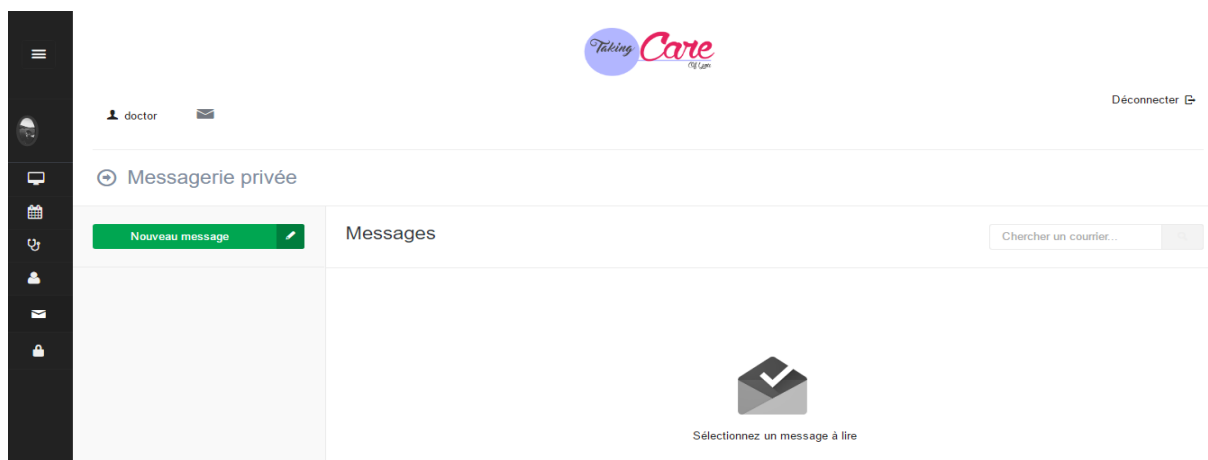 Taking Care
Déconnecter
doctor
Messagerie privée
Nouveau message
Messages
Chercher un courrier...
Sélectionnez un message à lire